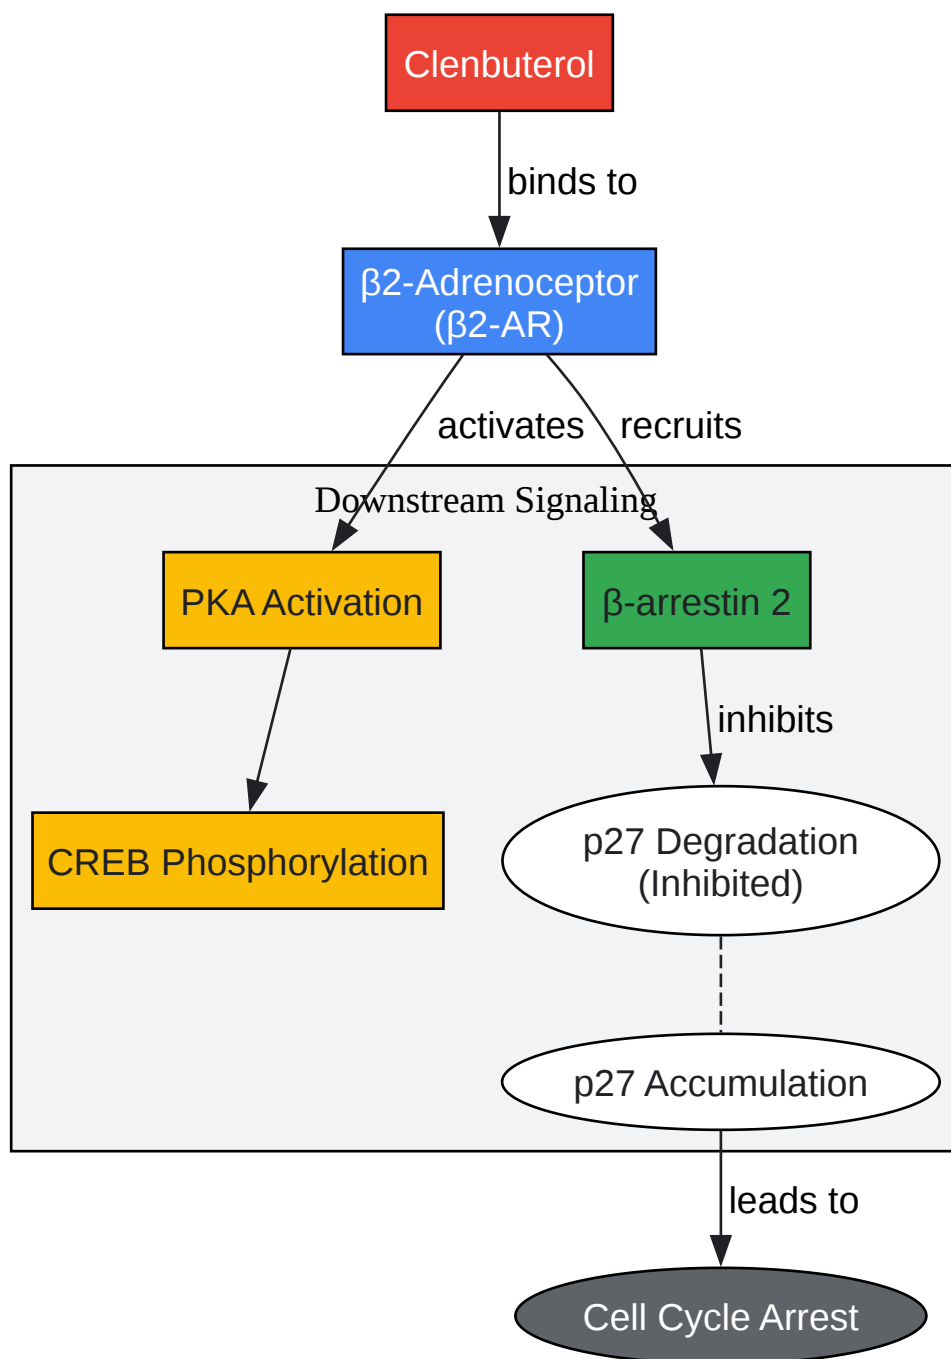 Clenbuterol
binds to
β2-Adrenoceptor
(β2-AR)
activates
recruits
Downstream Signaling
PKA Activation
β-arrestin 2
inhibits
CREB Phosphorylation
p27 Degradation
(Inhibited)
p27 Accumulation
leads to
Cell Cycle Arrest